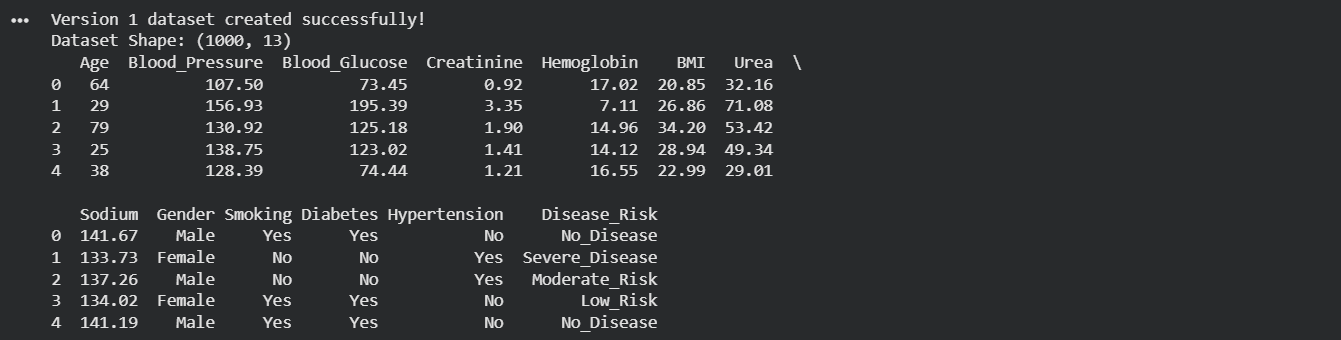 ••• Version 1 dataset created successfully!
Dataset Shape: (1000, 13)
   Age  Blood_Pressure  Blood_Glucose  Creatinine  Hemoglobin    BMI   Urea  \
0   64          107.50          73.45        0.92       17.02  20.85  32.16
1   29          156.93         195.39        3.35        7.11  26.86  71.08
2   79          130.92         125.18        1.90       14.96  34.20  53.42
3   25          138.75         123.02        1.41       14.12  28.94  49.34
4   38          128.39          74.44        1.21       16.55  22.99  29.01
   Sodium  Gender Smoking Diabetes Hypertension    Disease_Risk
0  141.67    Male     Yes      Yes           No      No_Disease
1  133.73  Female      No       No          Yes  Severe_Disease
2  137.26    Male      No       No          Yes   Moderate_Risk
3  134.02  Female     Yes      Yes           No        Low_Risk
4  141.19    Male     Yes      Yes           No      No_Disease